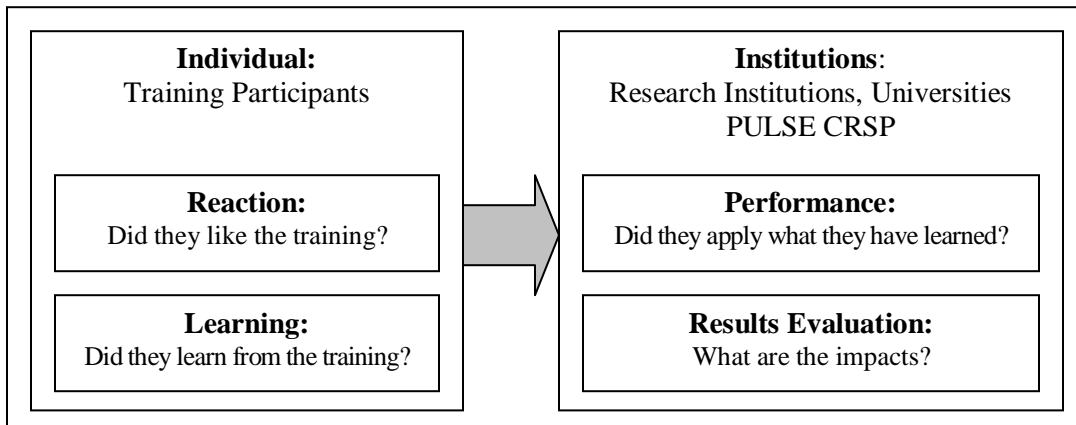 Individual:
Training Participants
Reaction:
Did they like the training?
Learning:
Did they learn from the training?
Institutions:
Research Institutions, Universities
PULSE CRSP
Performance:
Did they apply what they have learned?
Results Evaluation:
What are the impacts?